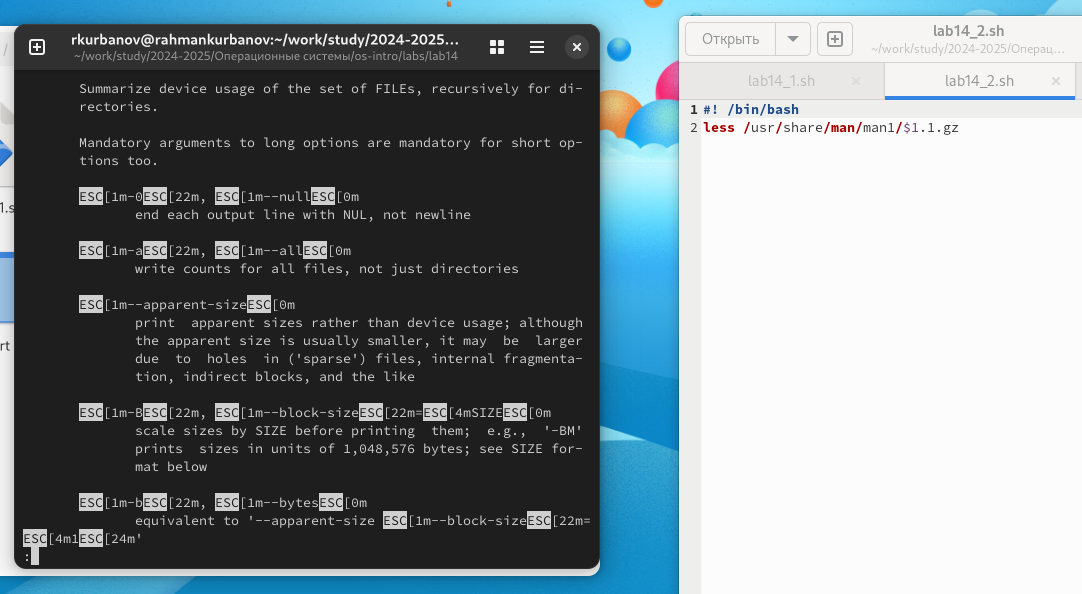 rkurbanov@rahmankurbanov:~/work/study/2024-2025...
~/work/study/2024-2025/Операционные системы/os-intro/labs/lab14
Summarize device usage of the set of FILEs, recursively for di-
rectories.
Mandatory arguments to long options are mandatory for short op-
tions too.
ESC[1m-0ESC[22m, ESC[1m--nullESC[0m
end each output line with NUL, not newline
ESC[1m-aESC[22m, ESC[1m--allESC[0m
write counts for all files, not just directories
ESC[1m--apparent-sizeESC[0m
print  apparent sizes rather than device usage; although
the apparent size is usually smaller, it may  be  larger
due  to  holes  in ('sparse') files, internal fragmenta-
tion, indirect blocks, and the like
ESC[1m-BESC[22m, ESC[1m--block-sizeESC[22m=ESC[4mSIZEESC[0m
scale sizes by SIZE before printing  them;  e.g.,  '-BM'
prints  sizes in units of 1,048,576 bytes; see SIZE for-
mat below
ESC[1m-bESC[22m, ESC[1m--bytesESC[0m
equivalent to '--apparent-size ESC[1m--block-sizeESC[22m=
ESC[4m1ESC[24m'
:
1.s
rt
Открыть
lab14_2.sh
~/work/study/2024-2025/Операц...
lab14_1.sh
lab14_2.sh
1 #! /bin/bash
2 less /usr/share/man/man1/$1.1.gz